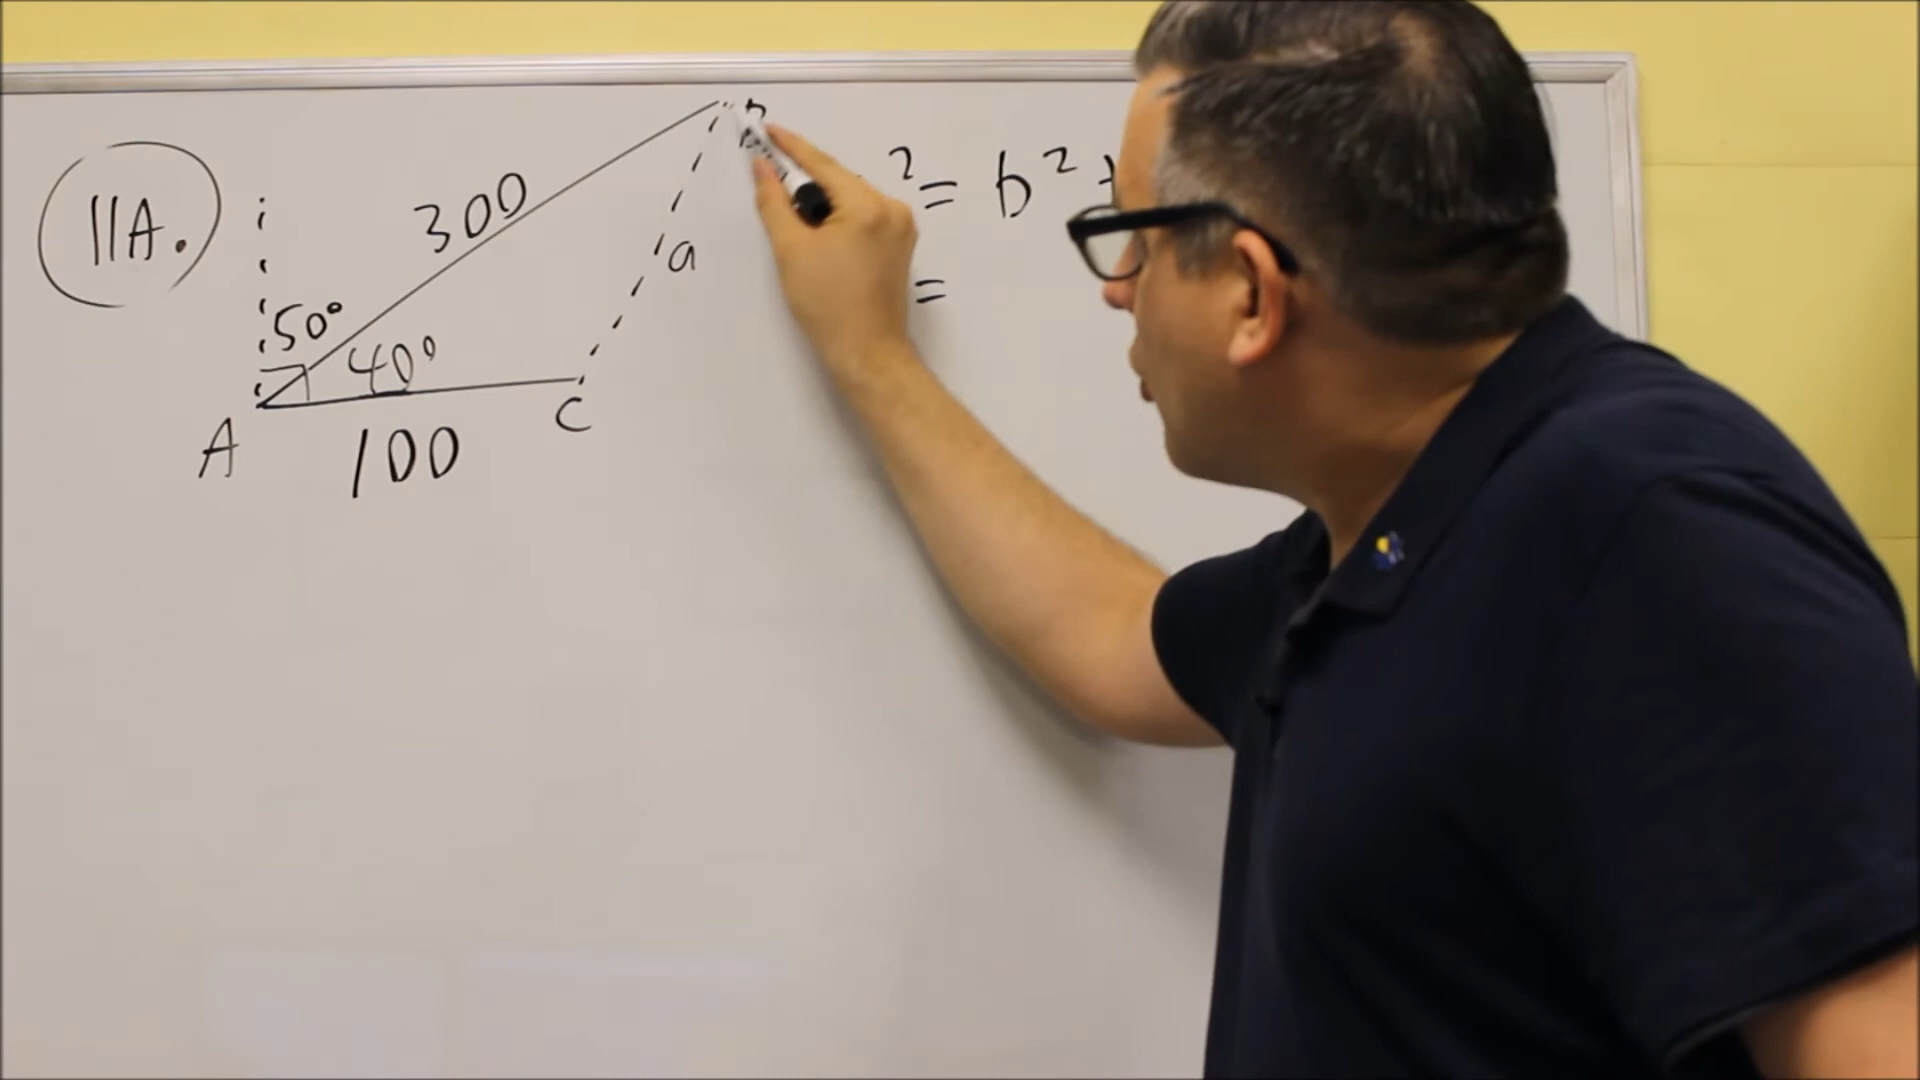 11A.
300
50°
40°
a
A
C
100
² = b² +
=